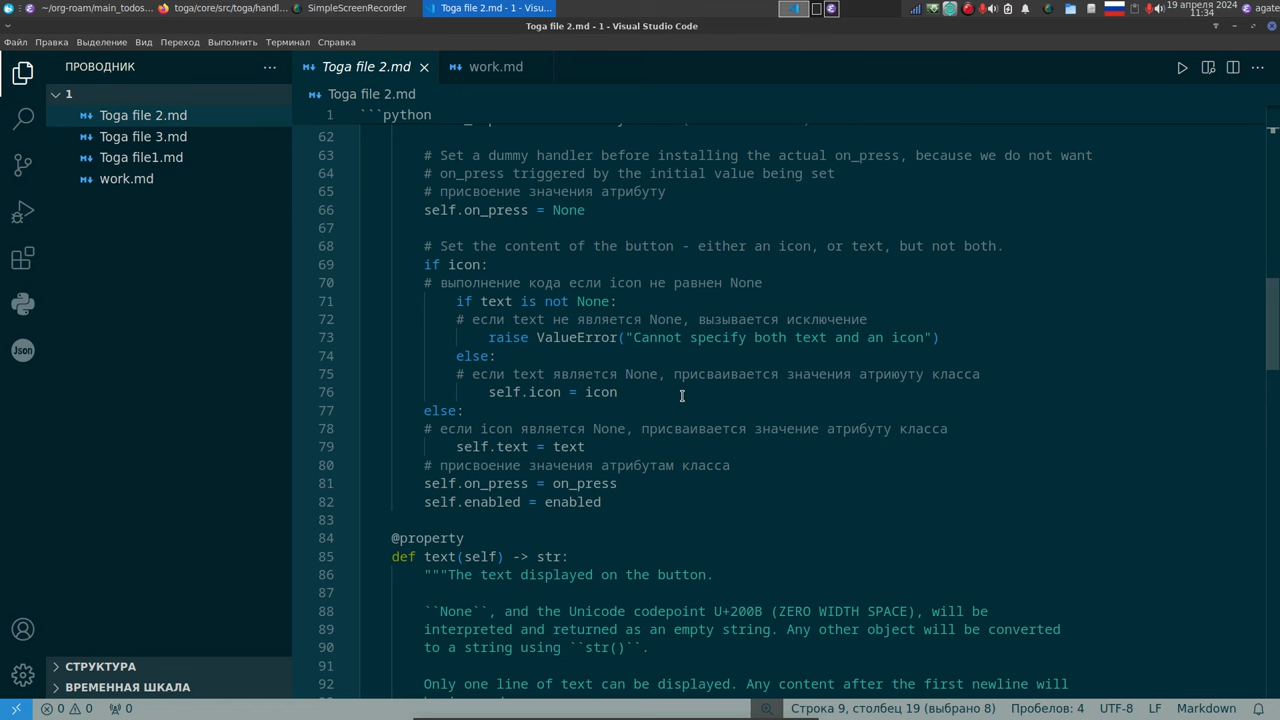 ~/org-roam/main_todos...
toga/core/src/toga/handl...
SimpleScreenRecorder
Toga file 2.md - 1 - Visu...
19 апреля 2024
11:34
agate
Toga file 2.md - 1 - Visual Studio Code
Файл Правка Выделение Вид Переход Выполнить Терминал Справка
ПРОВОДНИК ...
Toga file 2.md
work.md
1
Toga file 2.md
Toga file 2.md
Toga file 3.md
Toga file1.md
work.md
1 ```python
62
63 # Set a dummy handler before installing the actual on_press, because we do not want
64 # on_press triggered by the initial value being set
65 # присвоение значения атрибуту
66 self.on_press = None
67
68 # Set the content of the button - either an icon, or text, but not both.
69 if icon:
70 # выполнение кода если icon не равен None
71 if text is not None:
72 # если text не является None, вызывается исключение
73 raise ValueError("Cannot specify both text and an icon")
74 else:
75 # если text является None, присваивается значения атриюуту класса
76 self.icon = icon
77 else:
78 # если icon является None, присваивается значение атрибуту класса
79 self.text = text
80 # присвоение значения атрибутам класса
81 self.on_press = on_press
82 self.enabled = enabled
83
84 @property
85 def text(self) -> str:
86 """The text displayed on the button.
87
88 ``None``, and the Unicode codepoint U+200B (ZERO WIDTH SPACE), will be
89 interpreted and returned as an empty string. Any other object will be converted
90 to a string using ``str()``.
91
92 Only one line of text can be displayed. Any content after the first newline will
Json
СТРУКТУРА
ВРЕМЕННАЯ ШКАЛА
0 0 0
Строка 9, столбец 19 (выбрано 8) Пробелов: 4 UTF-8 LF Markdown